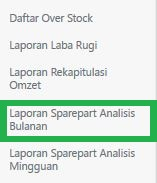 Daftar Over Stock
Laporan Laba Rugi
Laporan Rekapitulasi
Omzet
Laporan Sparepart Analisis
Bulanan
Laporan Sparepart Analisis
Mingguan